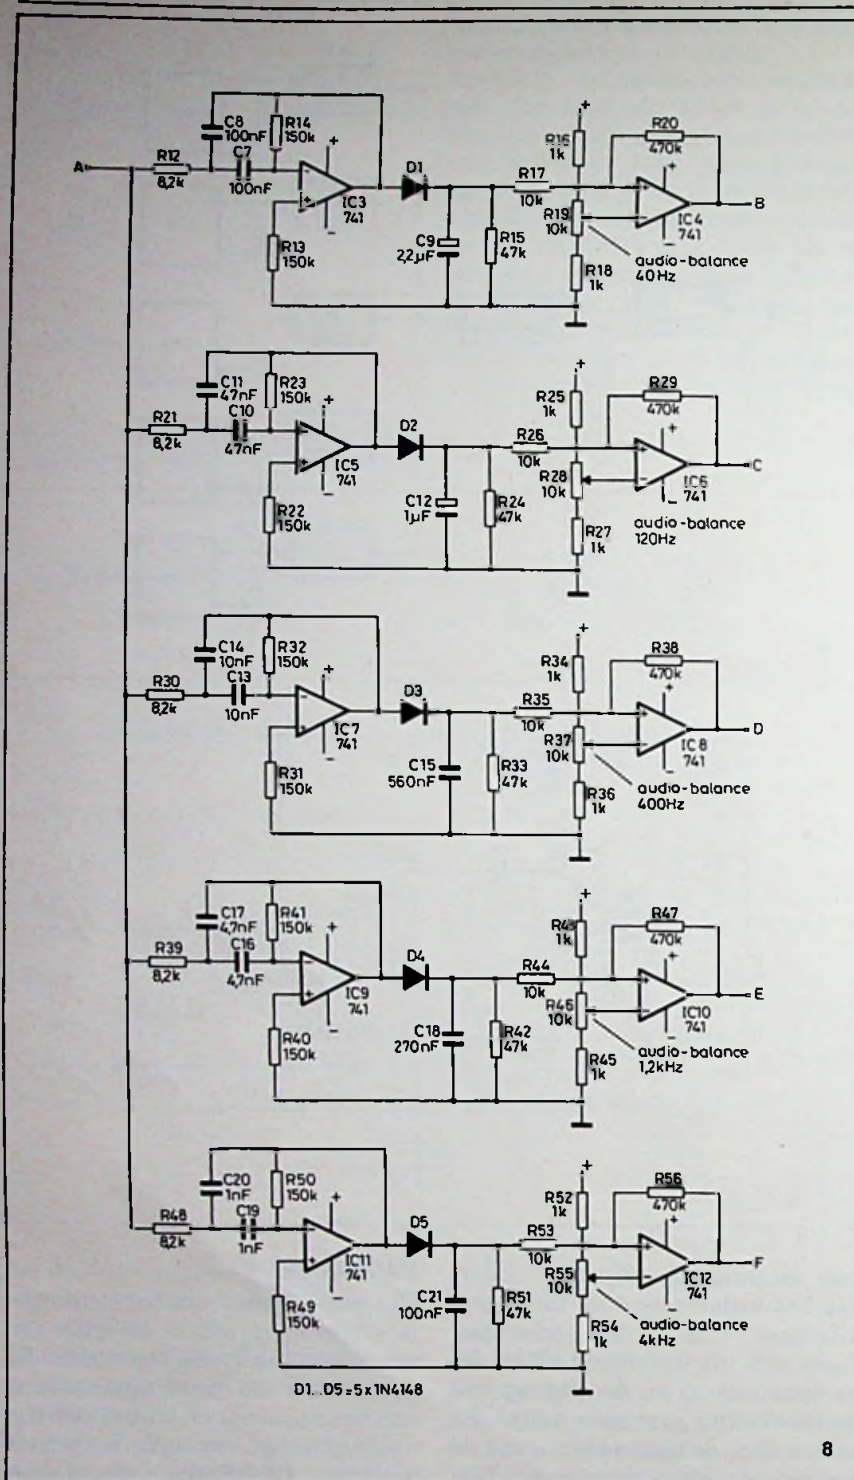 C8
100nF
R14
150k
A
R12
8,2k
C7
100nF
IC3
741
R13
150k
D1
C9
2,2µF
R15
47k
R17
10k
+
R16
1k
R19
10k
R18
1k
R20
470k
IC4
741
B
audio-balance
40Hz
C11
47nF
R23
150k
R21
8,2k
C10
47nF
IC5
741
R22
150k
D2
C12
1µF
R24
47k
R26
10k
+
R25
1k
R28
10k
R27
1k
R29
470k
IC6
741
C
audio-balance
120Hz
C14
10nF
R32
150k
R30
8,2k
C13
10nF
IC7
741
R31
150k
D3
C15
560nF
R33
47k
R35
10k
+
R34
1k
R37
10k
R36
1k
R38
470k
IC8
741
D
audio-balance
400Hz
C17
4,7nF
R41
150k
R39
8,2k
C16
4,7nF
IC9
741
R40
150k
D4
C18
270nF
R42
47k
R44
10k
+
1k
R46
10k
R45
1k
R47
470k
IC10
741
E
audio-balance
1,2kHz
C20
1nF
R50
150k
R48
8,2k
C19
1nF
IC11
741
R49
150k
D5
C21
100nF
R51
47k
R53
10k
+
R52
1k
R55
10k
R54
1k
R56
470k
IC12
741
F
audio-balance
4kHz
D1...D5=5x1N4148
8